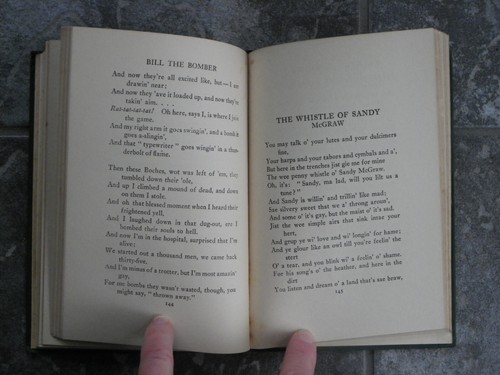 BILL THE BOMBER
And now they're all excited like, but—I am
drawin' near;
And now they 'ave it loaded up, and now they're
takin' aim. . . .
Rat-tat-tat-tat! Oh here, says I, is where I join
the game.
And my right arm it goes swingin', and a bomb it
goes a-slingin',
And that "typewriter" goes wingin' in a thun-
derbolt of flame.
Then these Boches, wot was left of 'em, they
tumbled down their 'ole,
And up I climbed a mound of dead, and down
on them I stole.
And oh that blessed moment when I heard their
frightened yell,
And I laughed down in that dug-out, ere I
bombed their souls to hell.
And now I'm in the hospital, surprised that I'm
alive;
We started out a thousand men, we came back
thirty-five.
And I'm minus of a trotter, but I'm most amazin'
gay,
For me bombs they wasn't wasted, though, you
might say, "thrown away."
144
THE WHISTLE OF SANDY
McGRAW
You may talk o' your lutes and your dulcimers
fine,
Your harps and your tabors and cymbals and a',
But here in the trenches jist gie me for mine
The wee penny whistle o' Sandy McGraw.
Oh, it's: "Sandy, ma lad, will you lilt us a
tune?"
And Sandy is willin' and trillin' like mad;
Sae silvery sweet that we a' throng aroun',
And some o' it's gay, but the maist o' it's sad.
Jist the wee simple airs that sink intae your
hert,
And grup ye wi' love and wi' longin' for hame;
And ye glour like an owl till you're feelin' the
stert
O' a tear, and you blink wi' a feelin' o' shame.
For his song's o' the heather, and here in the
dirt
You listen and dream o' a land that's sae braw,
145